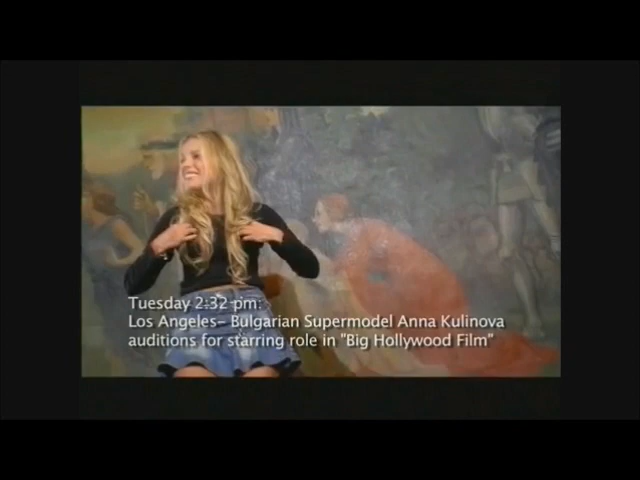 Tuesday 2:32 pm:
Los Angeles- Bulgarian Supermodel Anna Kulinova
auditions for starring role in "Big Hollywood Film"